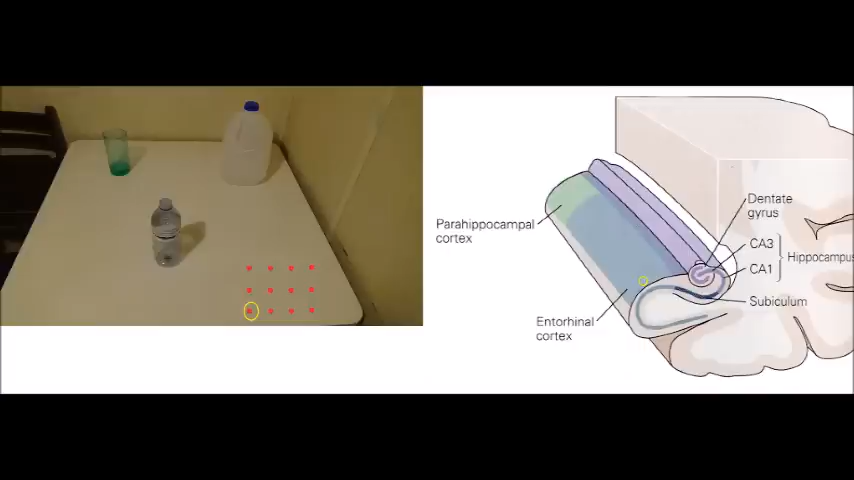 Dentate
gyrus
Parahippocampal
cortex
CA3
CA1
Hippocampus
Subiculum
Entorhinal
cortex